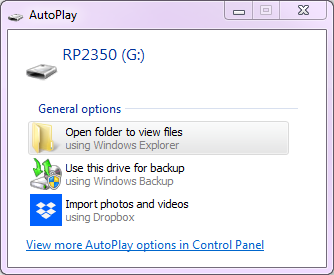 AutoPlay
RP2350 (G:)
General options
Open folder to view files
using Windows Explorer
Use this drive for backup
using Windows Backup
Import photos and videos
using Dropbox
View more AutoPlay options in Control Panel